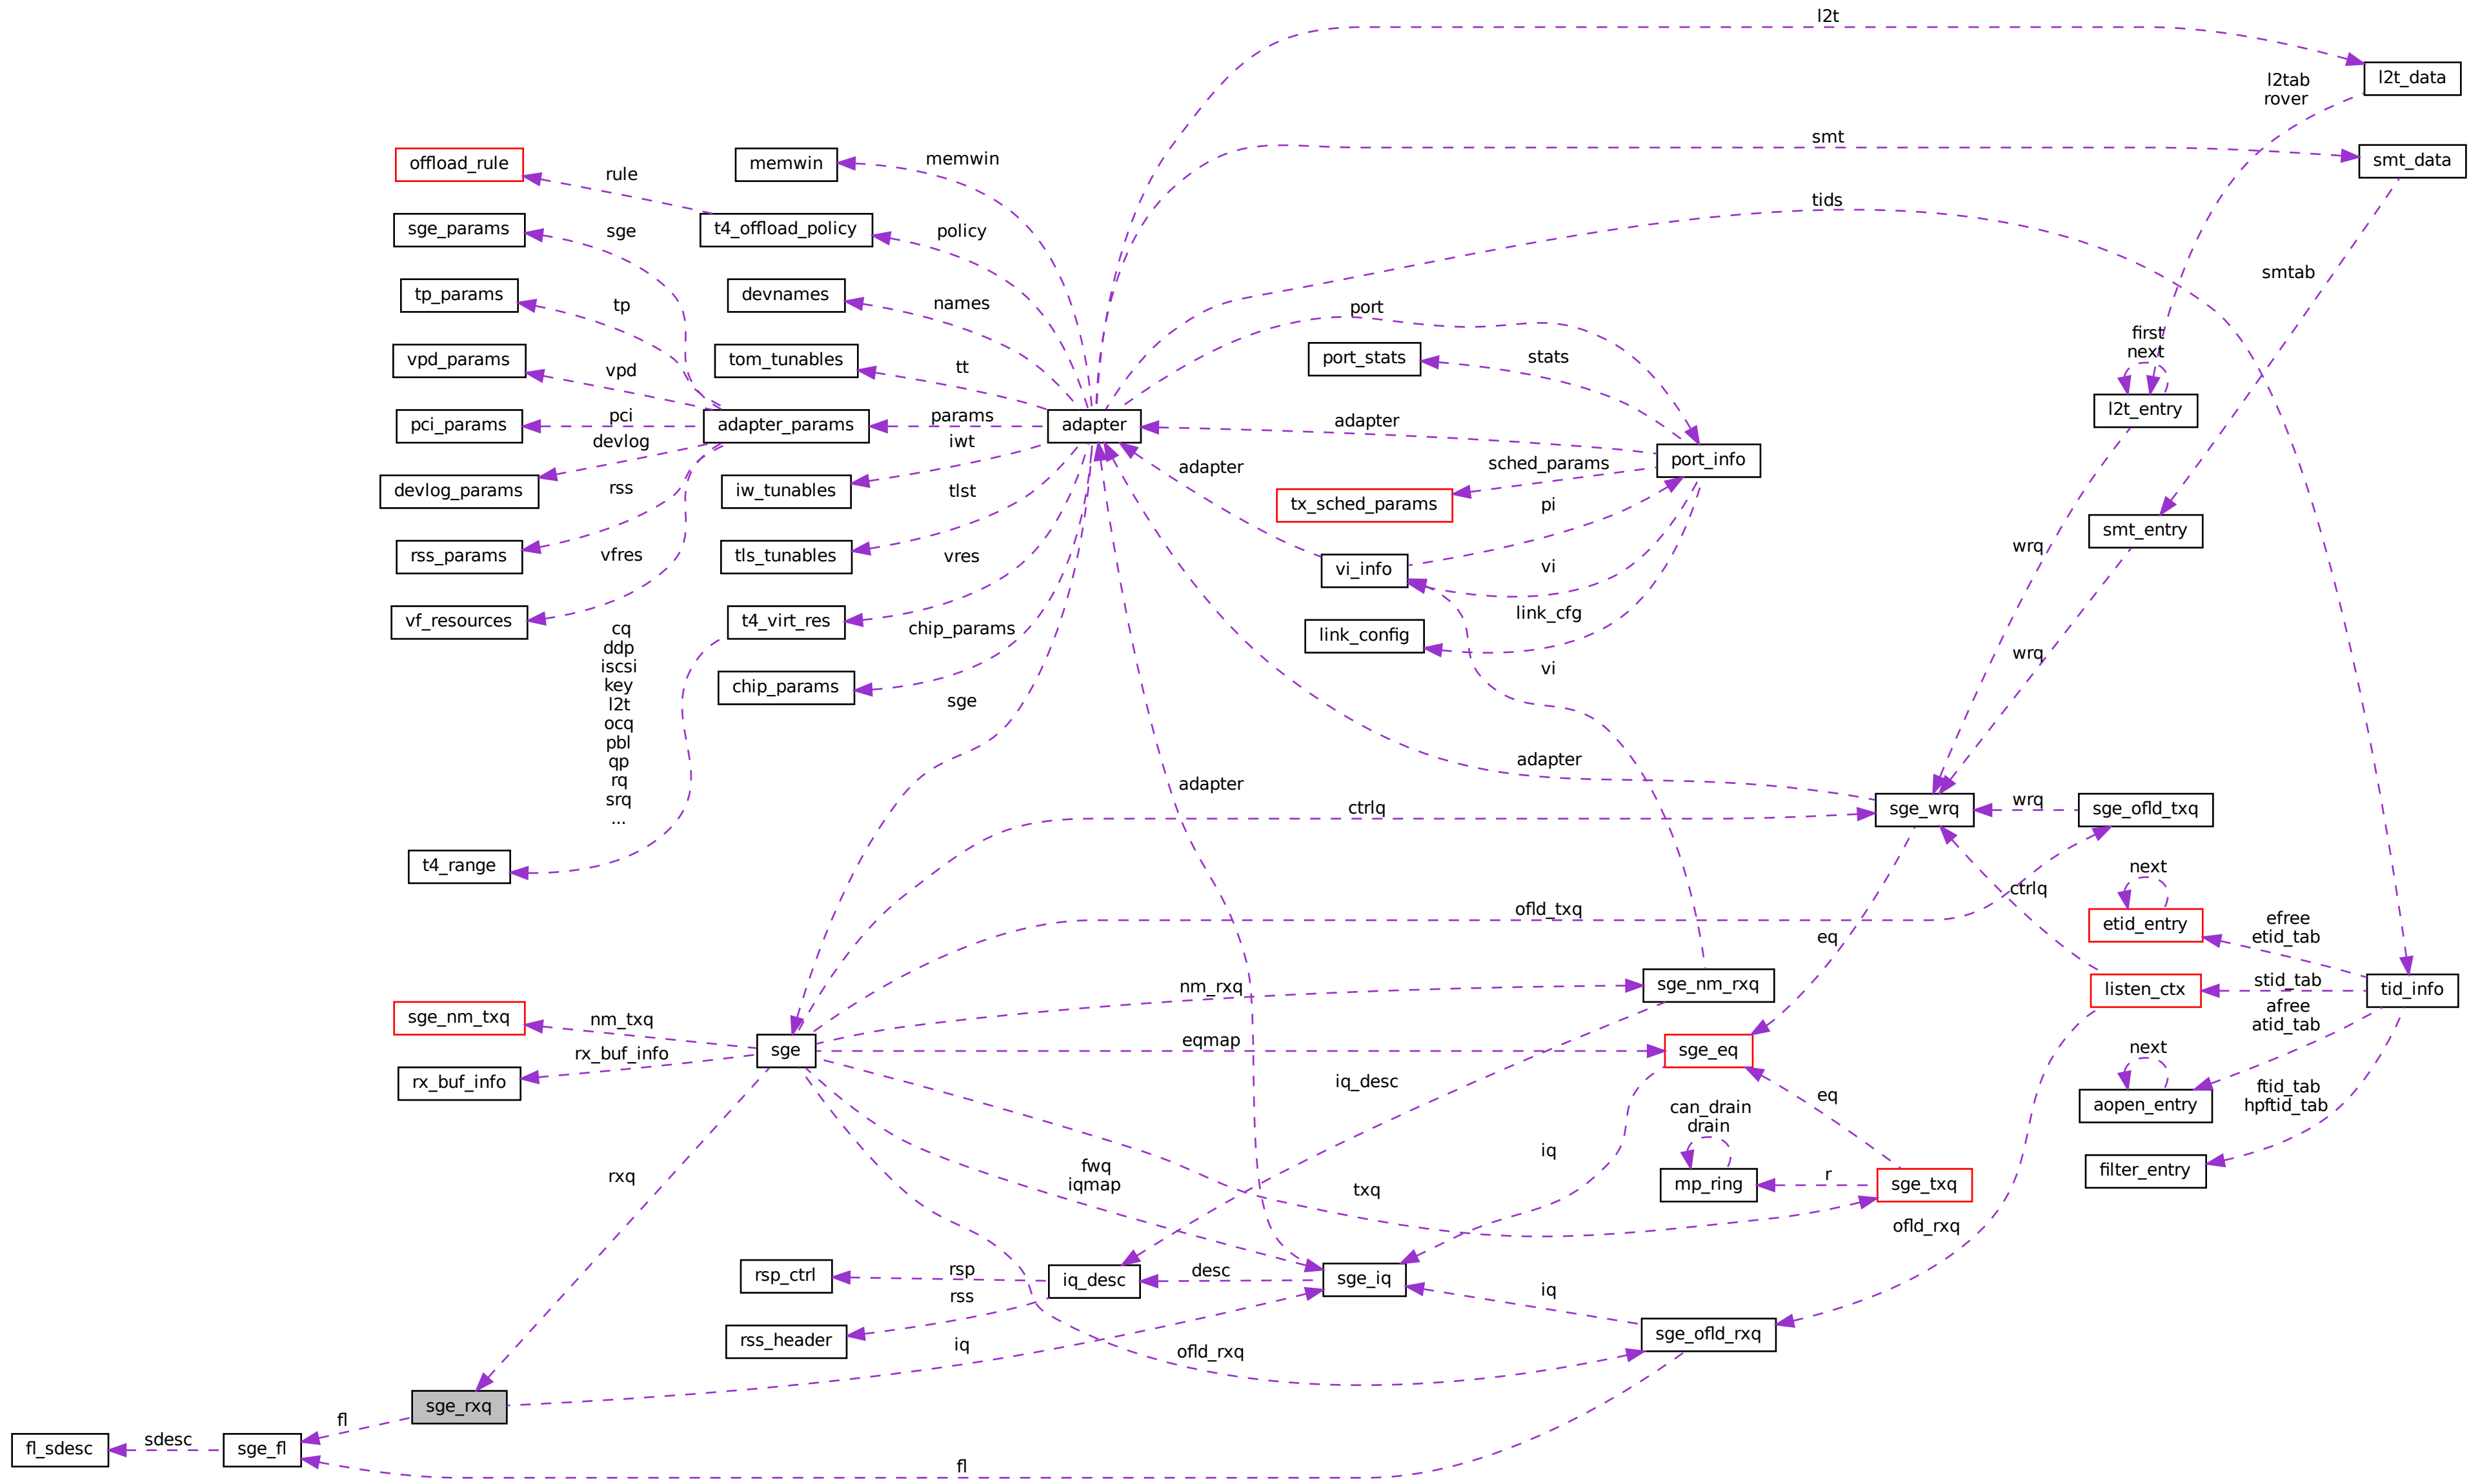 l2t
l2t_data
l2tab
rover
smt
smt_data
memwin
memwin
offload_rule
rule
t4_offload_policy
policy
tids
sge_params
sge
devnames
names
smtab
tp_params
tp
port
port_stats
stats
first
next
l2t_entry
vpd_params
vpd
tom_tunables
tt
pci_params
pci
adapter_params
params
adapter
adapter
port_info
devlog
iwt
adapter
sched_params
devlog_params
rss
iw_tunables
tlst
tx_sched_params
pi
smt_entry
rss_params
vfres
tls_tunables
vres
vi_info
vi
wrq
vf_resources
t4_virt_res
chip_params
link_cfg
link_config
cq
ddp
iscsi
key
l2t
ocq
pbl
qp
rq
srq
...
chip_params
sge
vi
wrq
adapter
adapter
ctrlq
sge_wrq
wrq
sge_ofld_txq
t4_range
next
ctrlq
ofld_txq
etid_entry
efree
etid_tab
eq
sge_nm_rxq
nm_rxq
listen_ctx
stid_tab
tid_info
afree
atid_tab
sge_nm_txq
nm_txq
sge
eqmap
sge_eq
next
rx_buf_info
rx_buf_info
iq_desc
eq
aopen_entry
ftid_tab
hpftid_tab
can_drain
drain
iq
mp_ring
r
sge_txq
filter_entry
rxq
fwq
iqmap
txq
ofld_rxq
rsp_ctrl
rsp
iq_desc
desc
sge_iq
rss
iq
rss_header
iq
ofld_rxq
sge_ofld_rxq
sge_rxq
fl
fl_sdesc
sdesc
sge_fl
fl